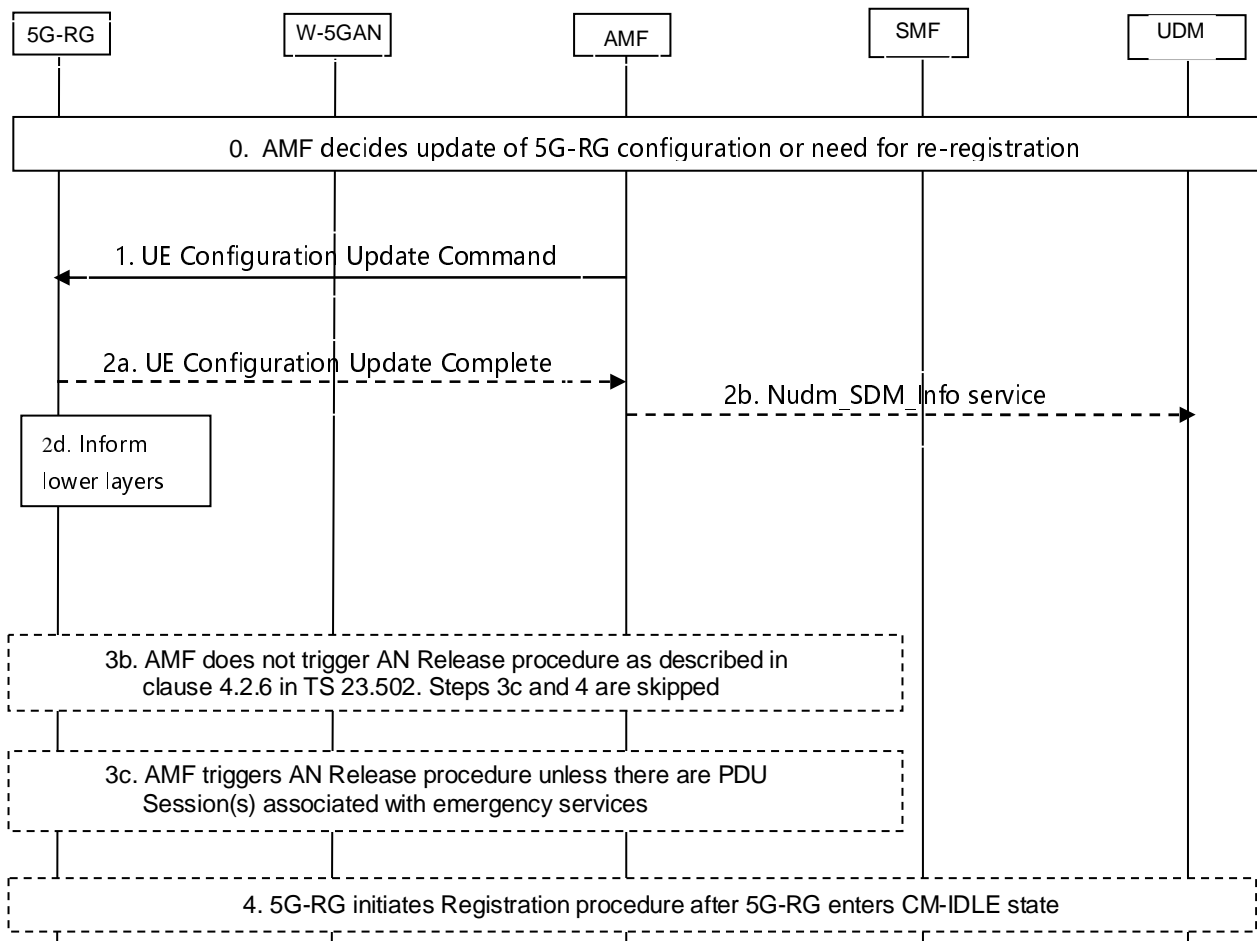 5G-RG
W-5GAN
AMF
SMF
UDM
0. AMF decides update of 5G-RG configuration or need for re-registration
1. UE Configuration Update Command
2a. UE Configuration Update Complete
2b. Nudm_SDM_Info service
2d. Inform
lower layers
3b. AMF does not trigger AN Release procedure as described in
clause 4.2.6 in TS 23.502. Steps 3c and 4 are skipped
3c. AMF triggers AN Release procedure unless there are PDU
Session(s) associated with emergency services
4. 5G-RG initiates Registration procedure after 5G-RG enters CM-IDLE state